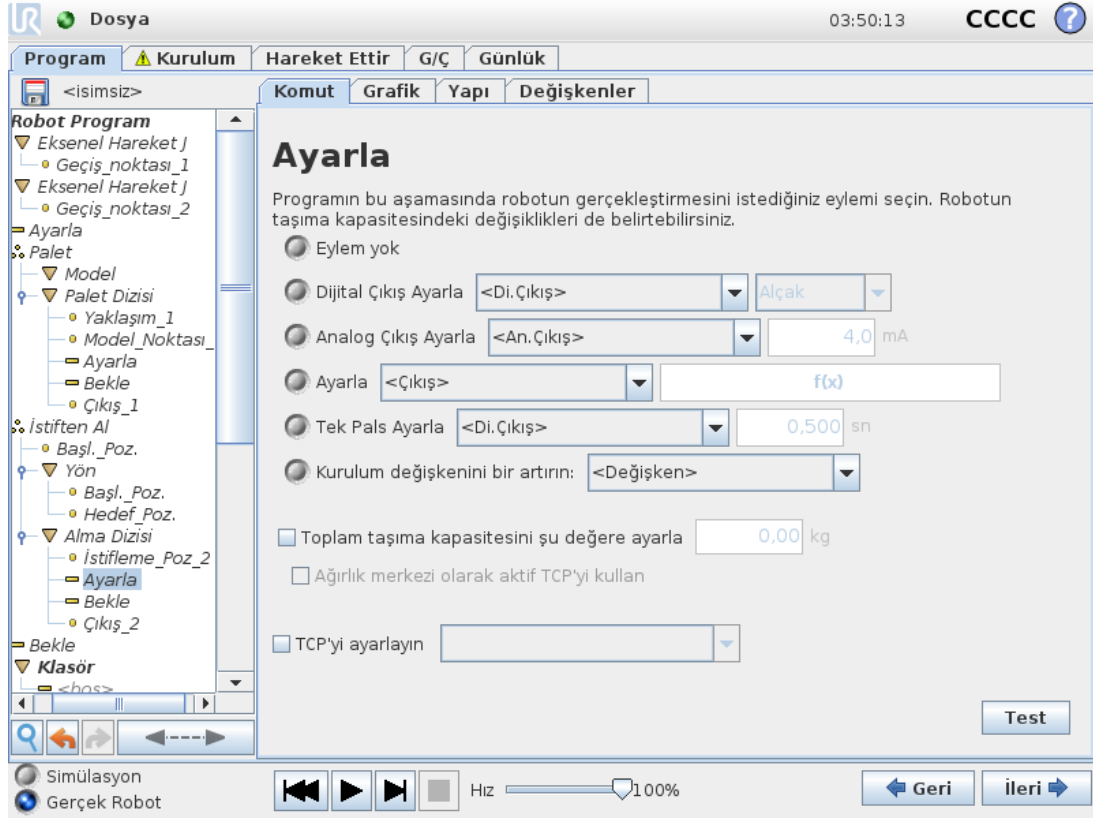 UR
Dosya
03:50:13
CCCC
?
Program
Kurulum
Hareket Ettir
G/Ç
Günlük
<isimsiz>
Komut
Grafik
Yapı
Değişkenler
Robot Program
Eksenel Hareket J
Geçiş_noktası_1
Eksenel Hareket J
Geçiş_noktası_2
Ayarla
Palet
Model
Palet Dizisi
Yaklaşım_1
Model_Noktası_
Ayarla
Bekle
Çıkış_1
İstiften Al
Başl._Poz.
Yön
Başl._Poz.
Hedef_Poz.
Alma Dizisi
İstifleme_Poz_2
Ayarla
Bekle
Çıkış_2
Bekle
Klasör
<boş>
Ayarla
Programın bu aşamasında robotun gerçekleştirmesini istediğiniz eylemi seçin. Robotun
taşıma kapasitesindeki değişiklikleri de belirtebilirsiniz.
Eylem yok
Dijital Çıkış Ayarla <Di.Çıkış> Alçak
Analog Çıkış Ayarla <An.Çıkış> 4,0 mA
Ayarla <Çıkış> f(x)
Tek Pals Ayarla <Di.Çıkış> 0,500 sn
Kurulum değişkenini bir artırın: <Değişken>
Toplam taşıma kapasitesini şu değere ayarla 0,00 kg
Ağırlık merkezi olarak aktif TCP'yi kullan
TCP'yi ayarlayın
Test
Simülasyon
Gerçek Robot
Hız 100%
Geri
İleri